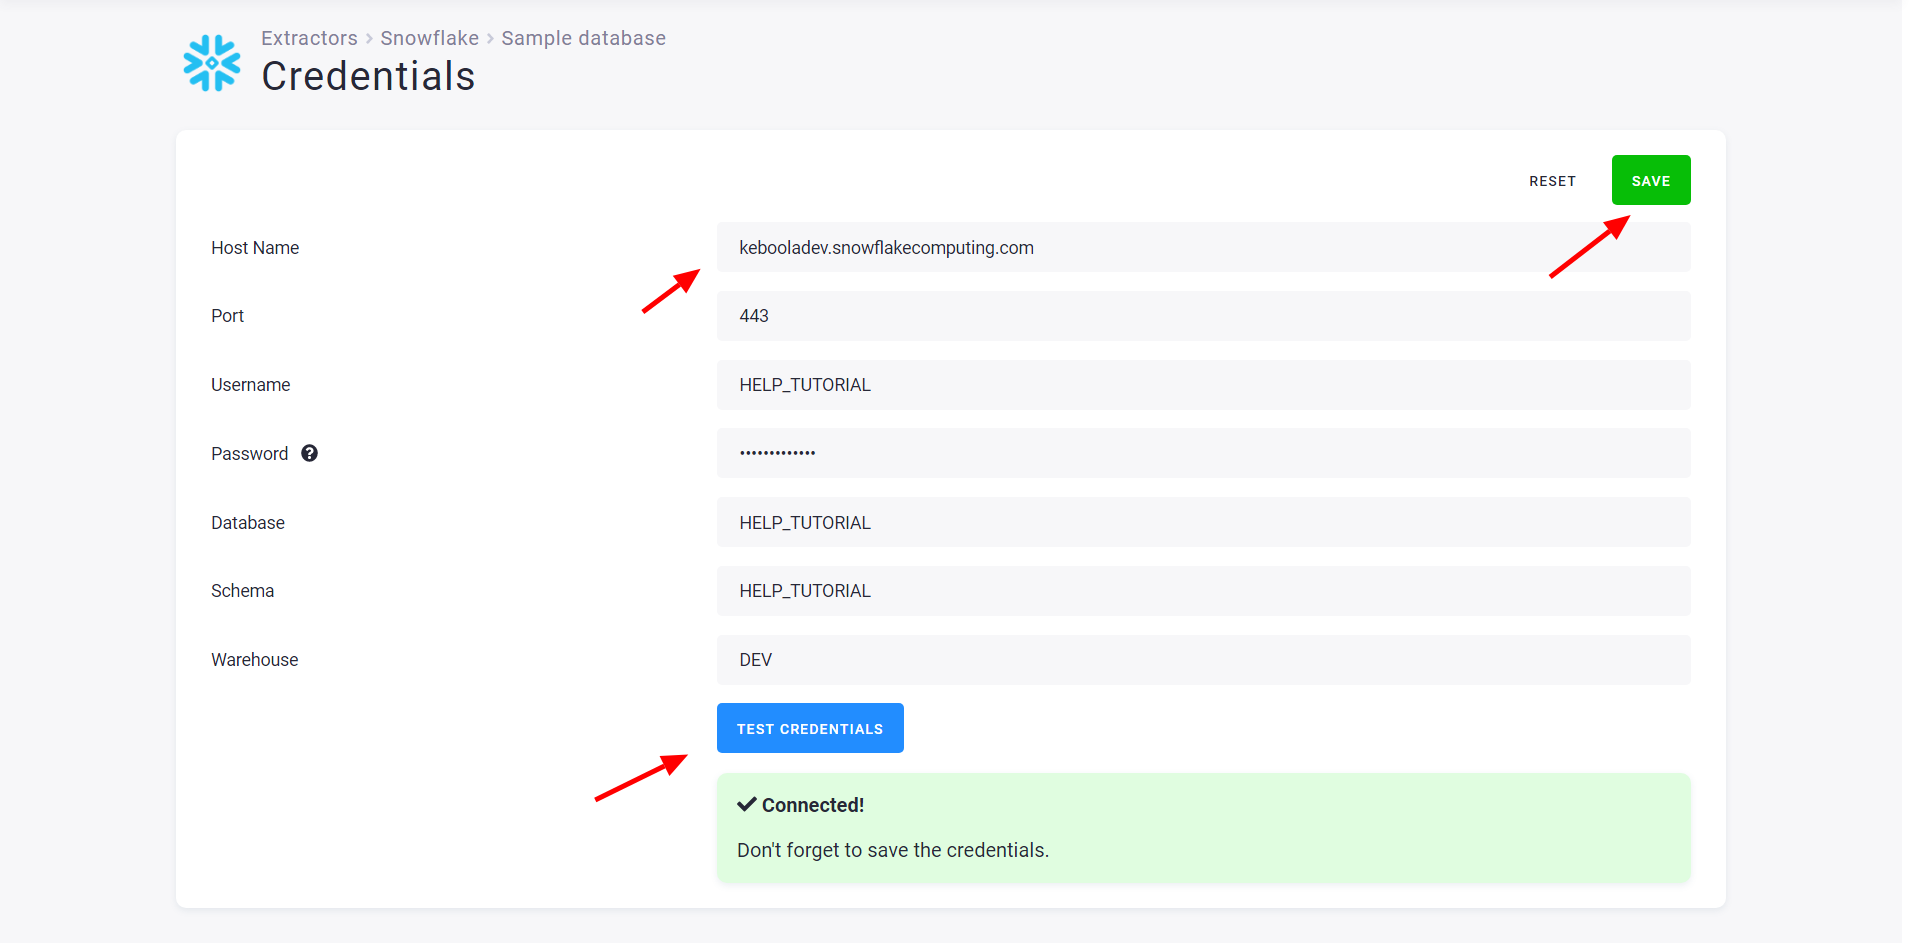 Extractors > Snowflake > Sample database
Credentials
RESET SAVE
Host Name kebooladev.snowflakecomputing.com
Port 443
Username HELP_TUTORIAL
Password ? •••••••••••••
Database HELP_TUTORIAL
Schema HELP_TUTORIAL
Warehouse DEV
TEST CREDENTIALS
✔ Connected!
Don't forget to save the credentials.